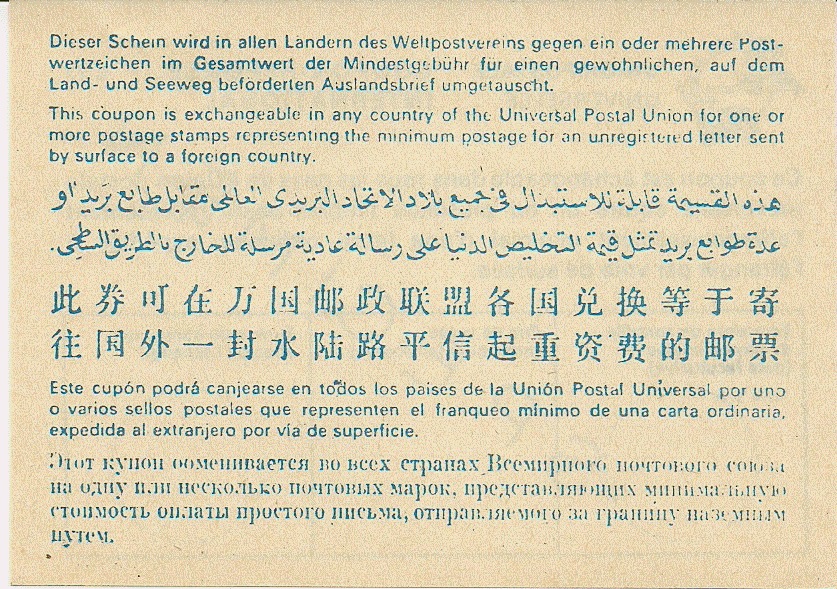 Dieser Schein wird in allen Ländern des Weltpostvereins gegen ein oder mehrere Post-
wertzeichen im Gesamtwert der Mindestgebühr für einen gewöhnlichen, auf dem
Land- und Seeweg beförderten Auslandsbrief umgetauscht.
This coupon is exchangeable in any country of the Universal Postal Union for one or
more postage stamps representing the minimum postage for an unregistered letter sent
by surface to a foreign country.
هذه القسيمة قابلة للاستبدال فى جميع بلاد الاتحاد البريدى العالمى مقابل طابع بريد او
عدة طوابع بريد تمثل قيمة التخليص الدنيا على رسالة عادية مرسلة للخارج بالطريق السطحى.
此券可在万国邮政联盟各国兑换等于寄
往国外一封水陆路平信起重资费的邮票
Este cupón podrá canjearse en todos los países de la Unión Postal Universal por uno
o varios sellos postales que representen el franqueo mínimo de una carta ordinaria,
expedida al extranjero por vía de superficie.
Этот купон обменивается во всех странах Всемирного почтового союза
на одну или несколько почтовых марок, представляющих минимальную
стоимость оплаты простого письма, отправляемого за границу наземным
путем.